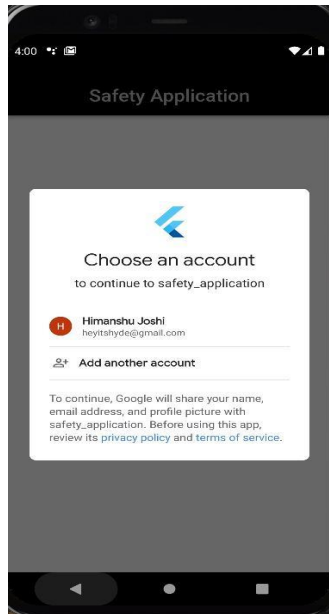 4:00
Safety Application
Choose an account
to continue to safety_application
H
Himanshu Joshi
heyitshyde@gmail.com
Add another account
To continue, Google will share your name,
email address, and profile picture with
safety_application. Before using this app,
review its privacy policy and terms of service.